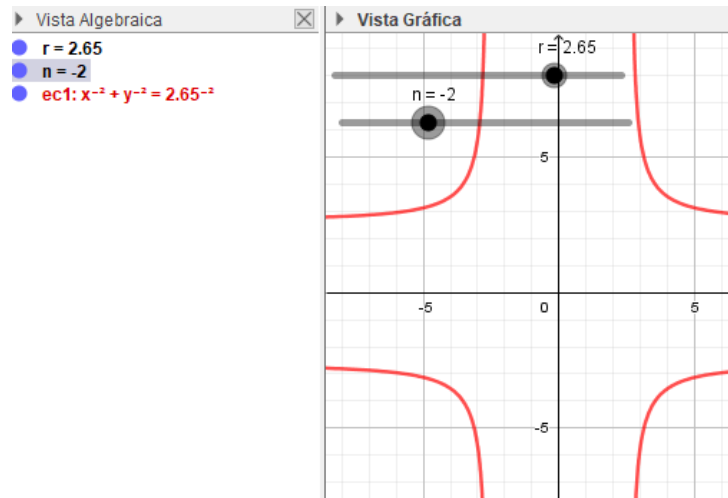 Vista Algebraica
r = 2.65
n = -2
ec1: x⁻² + y⁻² = 2.65⁻²
Vista Gráfica
r = 2.65
n = -2
5
-5
0
5
-5